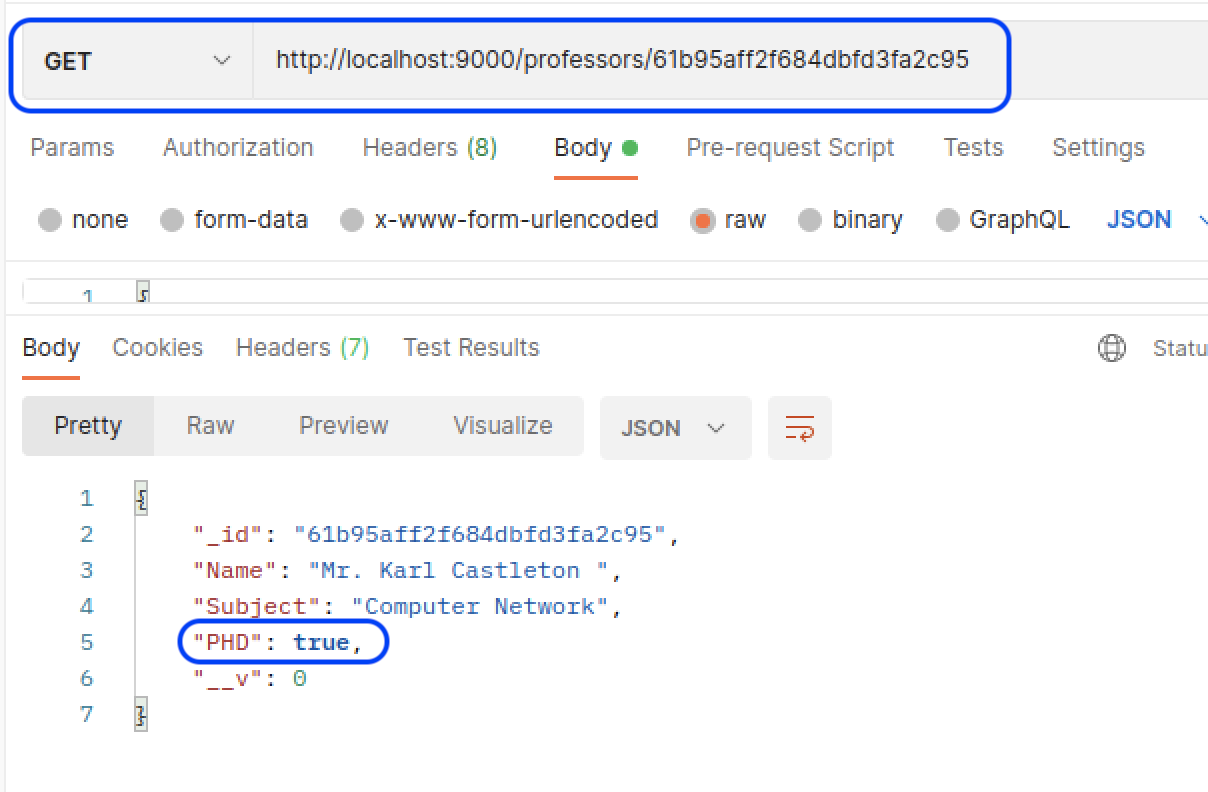 GET http://localhost:9000/professors/61b95aff2f684dbfd3fa2c95
Params Authorization Headers (8) Body Pre-request Script Tests Settings
none form-data x-www-form-urlencoded raw binary GraphQL JSON
1 {
Body Cookies Headers (7) Test Results
Pretty Raw Preview Visualize JSON
1 {
2 "_id": "61b95aff2f684dbfd3fa2c95",
3 "Name": "Mr. Karl Castleton ",
4 "Subject": "Computer Network",
5 "PHD": true,
6 "__v": 0
7 }